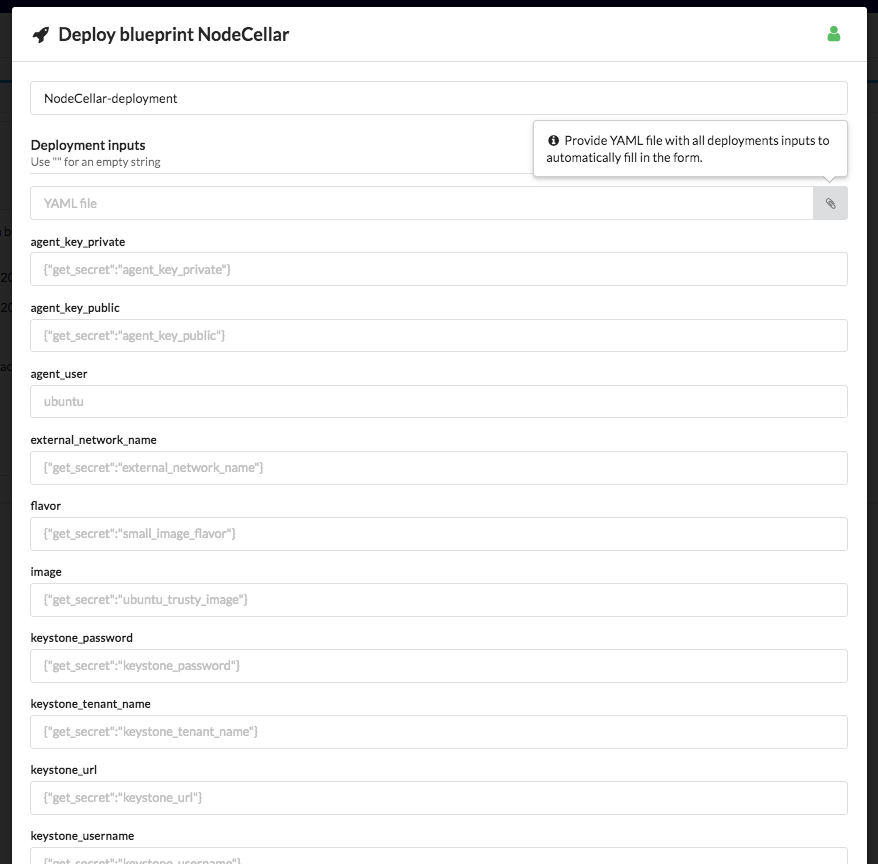 Deploy blueprint NodeCellar
NodeCellar-deployment
Deployment inputs
Use "" for an empty string
Provide YAML file with all deployments inputs to
automatically fill in the form.
YAML file
agent_key_private
{"get_secret":"agent_key_private"}
agent_key_public
{"get_secret":"agent_key_public"}
agent_user
ubuntu
external_network_name
{"get_secret":"external_network_name"}
flavor
{"get_secret":"small_image_flavor"}
image
{"get_secret":"ubuntu_trusty_image"}
keystone_password
{"get_secret":"keystone_password"}
keystone_tenant_name
{"get_secret":"keystone_tenant_name"}
keystone_url
{"get_secret":"keystone_url"}
keystone_username
{"get_secret":"keystone_username"}